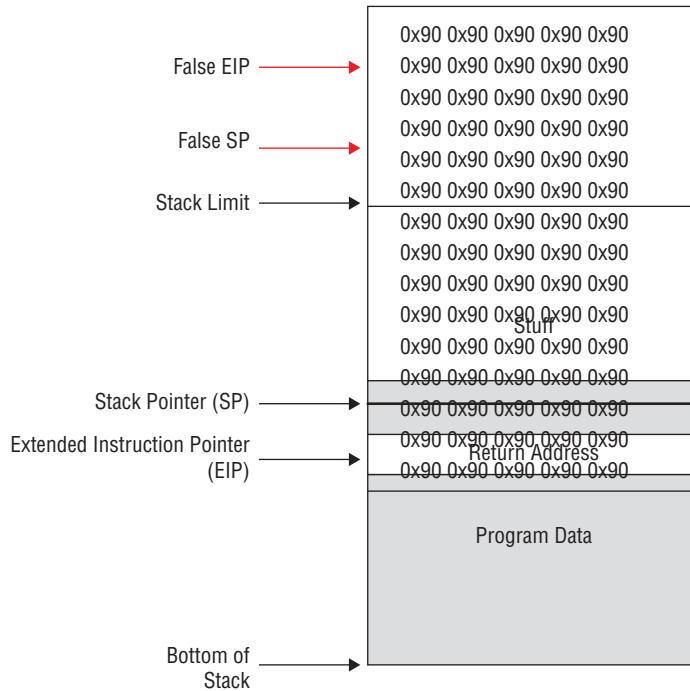 0x90 0x90 0x90 0x90 0x90
False EIP
0x90 0x90 0x90 0x90 0x90
0x90 0x90 0x90 0x90 0x90
0x90 0x90 0x90 0x90 0x90
False SP
0x90 0x90 0x90 0x90 0x90
0x90 0x90 0x90 0x90 0x90
Stack Limit
0x90 0x90 0x90 0x90 0x90
0x90 0x90 0x90 0x90 0x90
0x90 0x90 0x90 0x90 0x90
0x90 0x90 0x90 0x90 0x90
Stuff
0x90 0x90 0x90 0x90 0x90
0x90 0x90 0x90 0x90 0x90
Stack Pointer (SP)
0x90 0x90 0x90 0x90 0x90
0x90 0x90 0x90 0x90 0x90
Extended Instruction Pointer
(EIP)
Return Address
0x90 0x90 0x90 0x90 0x90
Program Data
Bottom of
Stack